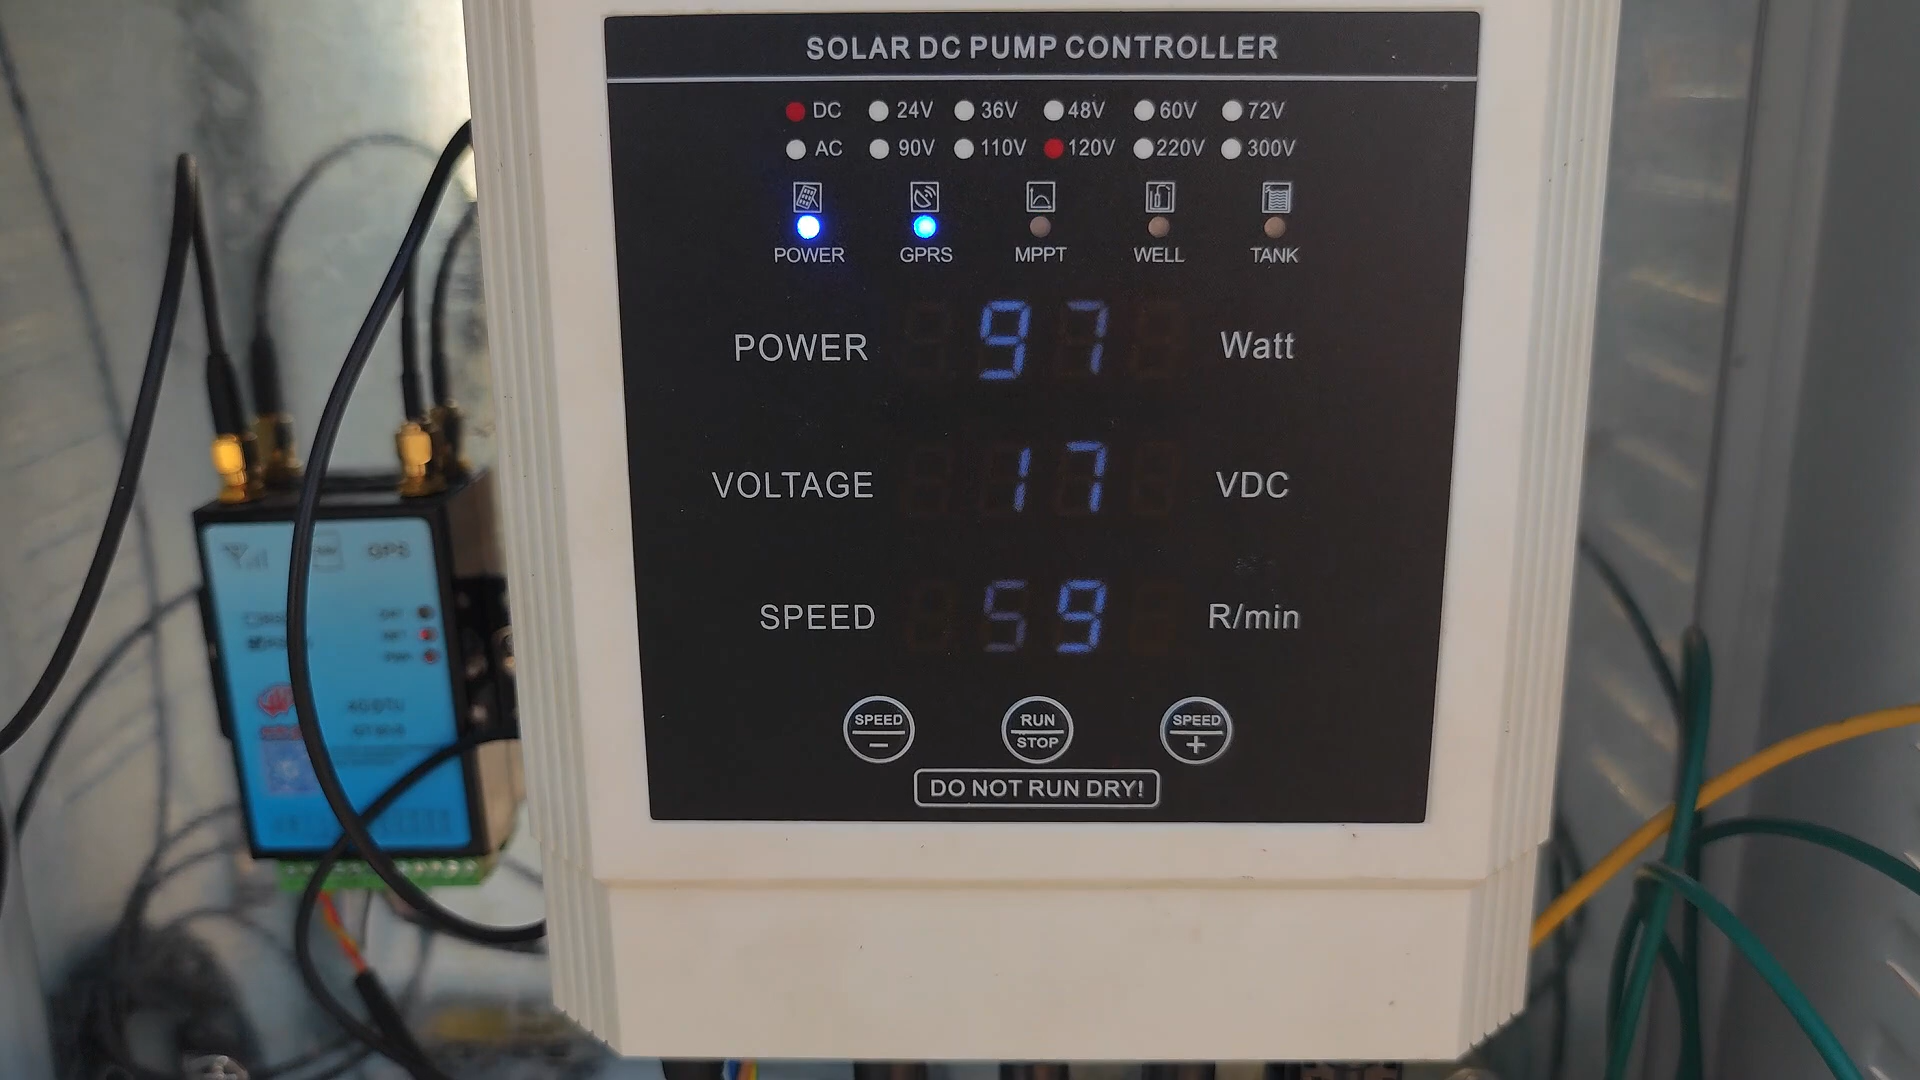 SOLAR DC PUMP CONTROLLER
DC 24V 36V 48V 60V 72V
AC 90V 110V 120V 220V 300V
POWER GPRS MPPT WELL TANK
POWER 97 Watt
VOLTAGE 17 VDC
SPEED 59 R/min
SPEED - RUN STOP SPEED +
DO NOT RUN DRY!
GPS